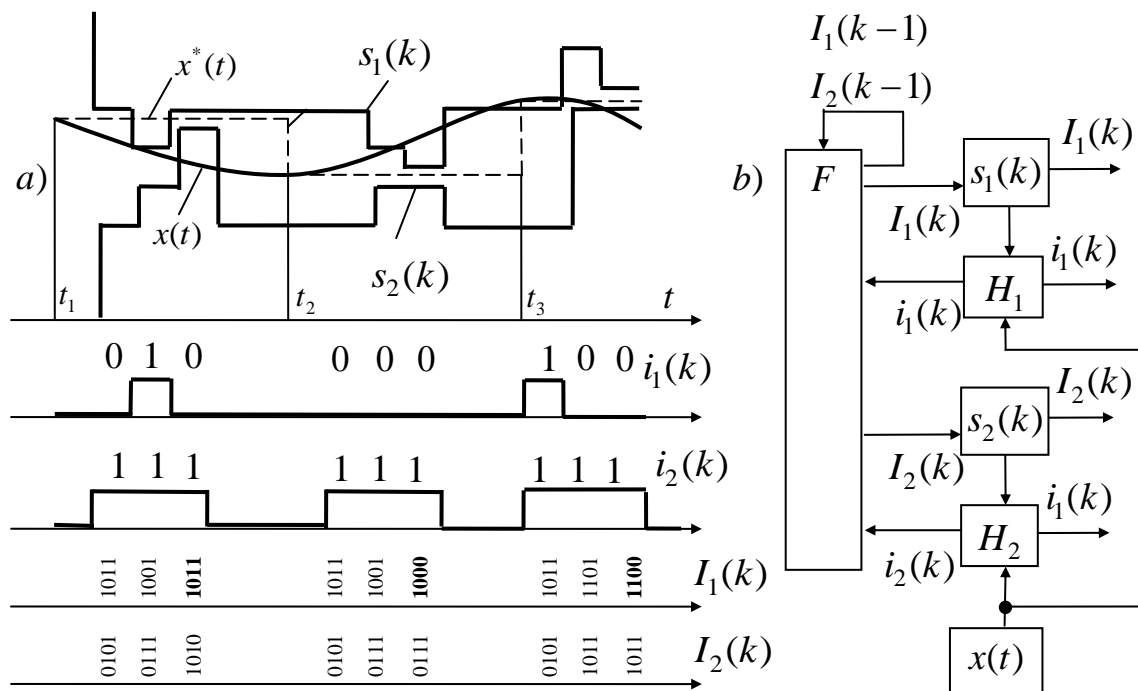 a)
x*(t)
s₁(k)
x(t)
s₂(k)
t₁
t₂
t₃
t
0 1 0 0 0 0 1 0 0
i₁(k)
1 1 1 1 1 1 1 1 1
i₂(k)
1011 1001 1011 1011 1001 1000 1011 1101 1100
I₁(k)
0101 0111 1010 0101 0111 0111 0101 1011 1011
I₂(k)
b)
I₁(k−1)
I₂(k−1)
F
I₁(k)
s₁(k)
I₁(k)
i₁(k)
H₁
i₁(k)
I₂(k)
s₂(k)
I₂(k)
i₁(k)
H₂
i₂(k)
x(t)